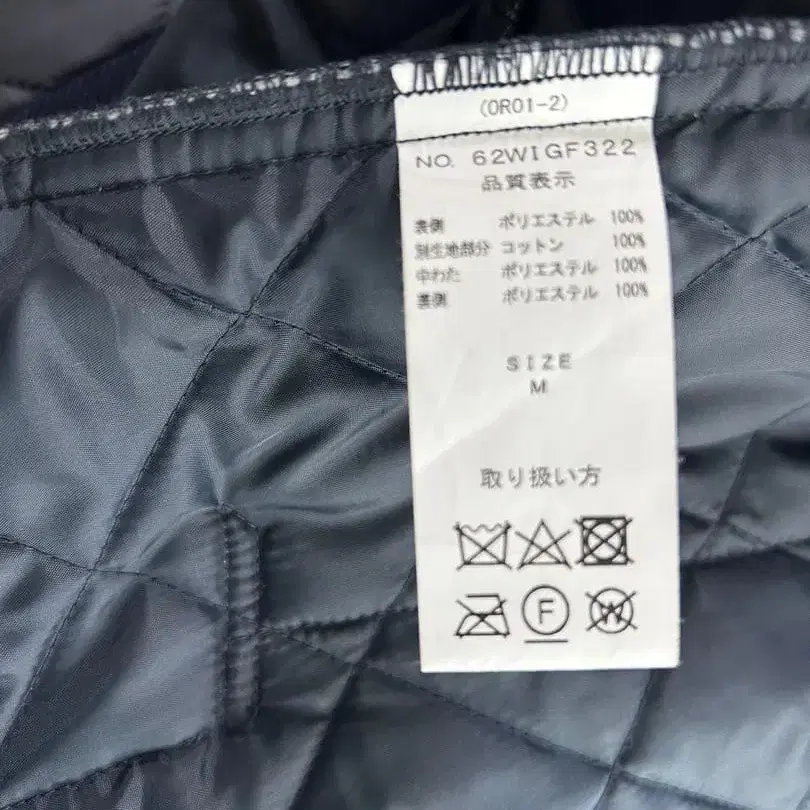 (0R01-2)
NO. 62WIGF322
品質表示
表側 ポリエステル 100%
別生地部分 コットン 100%
中わた ポリエステル 100%
裏側 ポリエステル 100%
SIZE
M
取り扱い方
F W